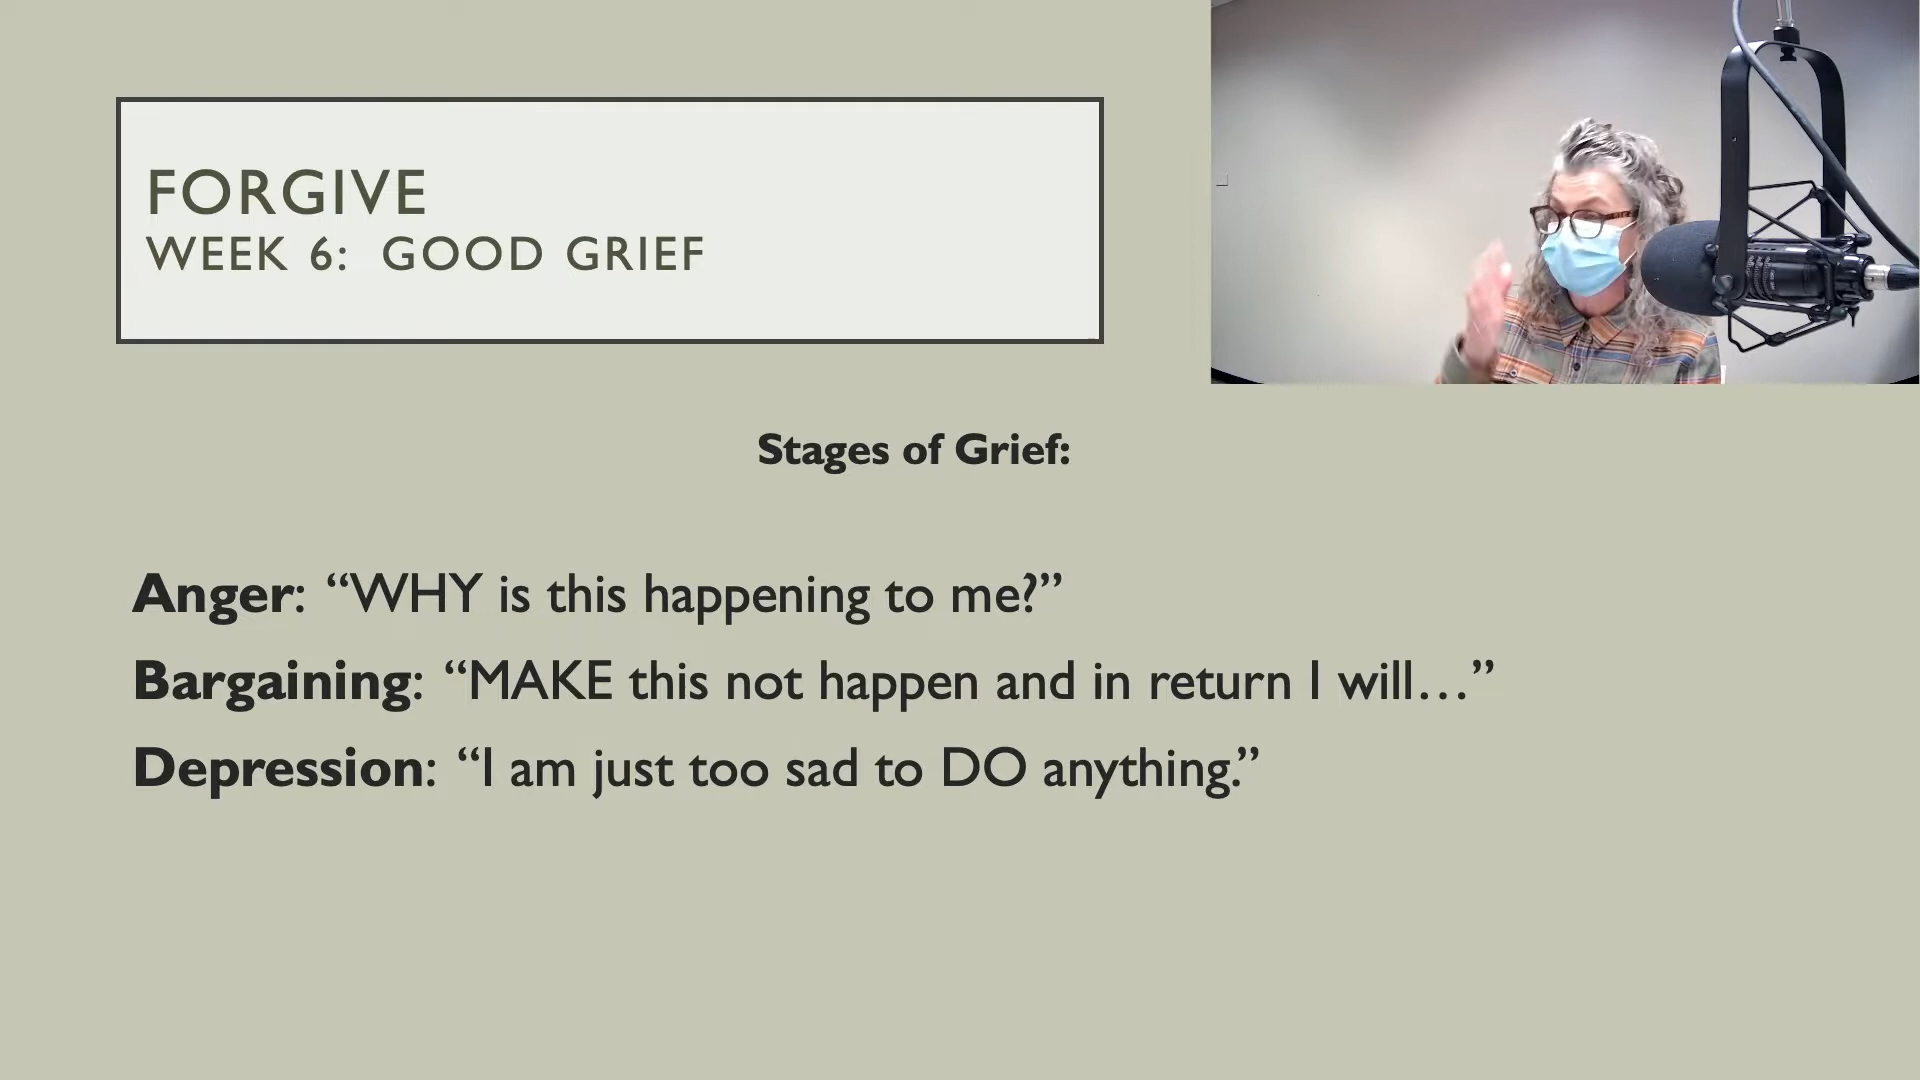 FORGIVE
WEEK 6: GOOD GRIEF
Stages of Grief:
Anger: “WHY is this happening to me?”
Bargaining: “MAKE this not happen and in return I will…”
Depression: “I am just too sad to DO anything.”